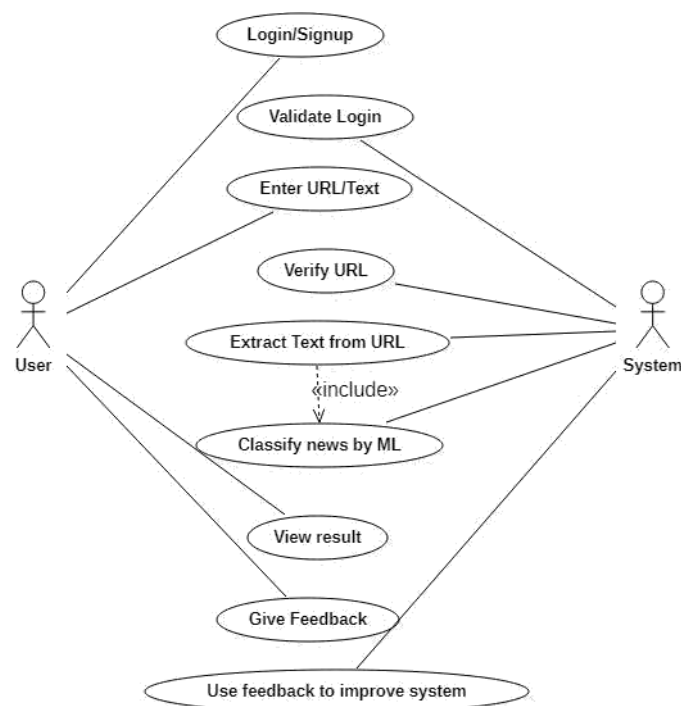 Login/Signup
Validate Login
Enter URL/Text
Verify URL
Extract Text from URL
User
System
«include»
Classify news by ML
View result
Give Feedback
Use feedback to improve system